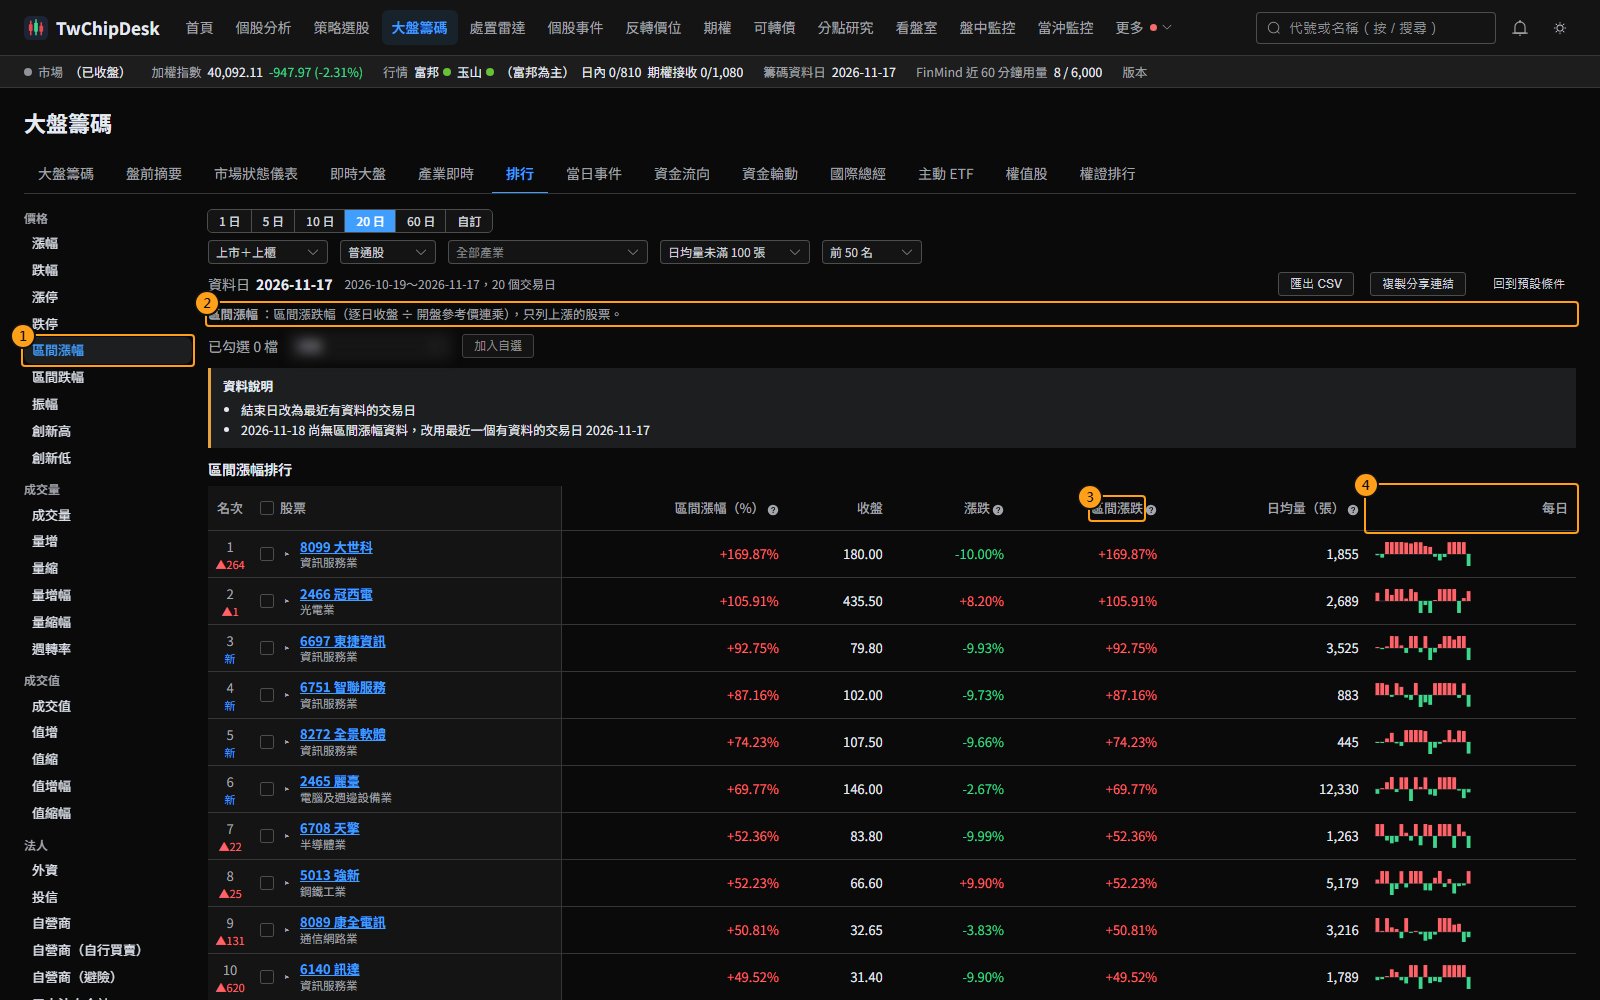 TwChipDesk 首頁 個股分析 策略選股 大盤籌碼 處置雷達 個股事件 反轉價位 期權 可轉債 分點研究 看盤室 盤中監控 當沖監控 更多 代號或名稱（按 / 搜尋）
市場 （已收盤） 加權指數 40,092.11 -947.97 (-2.31%) 行情 富邦 玉山 （富邦為主） 日內 0/810 期權接收 0/1,080 籌碼資料日 2026-11-17 FinMind 近 60 分鐘用量 8 / 6,000 版本
大盤籌碼
大盤籌碼 盤前摘要 市場狀態儀表 即時大盤 產業即時 排行 當日事件 資金流向 資金輪動 國際總經 主動 ETF 權值股 權證排行
價格
漲幅
跌幅
漲停
跌停
1
區間漲幅
區間跌幅
振幅
創新高
創新低
成交量
成交量
量增
量縮
量增幅
量縮幅
週轉率
成交值
成交值
值增
值縮
值增幅
值縮幅
法人
外資
投信
自營商
自營商（自行買賣）
自營商（避險）
1 日 5 日 10 日 20 日 60 日 自訂
上市＋上櫃 普通股 全部產業 日均量未滿 100 張 前 50 名
資料日 2026-11-17 2026-10-19～2026-11-17，20 個交易日 匯出 CSV 複製分享連結 回到預設條件
2
區間漲幅 ：區間漲跌幅（逐日收盤 ÷ 開盤參考價連乘），只列上漲的股票。
已勾選 0 檔 加入自選
資料說明
結束日改為最近有資料的交易日
2026-11-18 尚無區間漲幅資料，改用最近一個有資料的交易日 2026-11-17
區間漲幅排行
3 4
名次 股票 區間漲幅（%） 收盤 漲跌 區間漲跌 日均量（張） 每日
1 8099 大世科 +169.87% 180.00 -10.00% +169.87% 1,855
▲264 資訊服務業
2 2466 冠西電 +105.91% 435.50 +8.20% +105.91% 2,689
▲1 光電業
3 6697 東捷資訊 +92.75% 79.80 -9.93% +92.75% 3,525
新 資訊服務業
4 6751 智聯服務 +87.16% 102.00 -9.73% +87.16% 883
新 資訊服務業
5 8272 全景軟體 +74.23% 107.50 -9.66% +74.23% 445
新 資訊服務業
6 2465 麗臺 +69.77% 146.00 -2.67% +69.77% 12,330
新 電腦及週邊設備業
7 6708 天擎 +52.36% 83.80 -9.99% +52.36% 1,263
▲22 半導體業
8 5013 強新 +52.23% 66.60 +9.90% +52.23% 5,179
▲25 鋼鐵工業
9 8089 康全電訊 +50.81% 32.65 -3.83% +50.81% 3,216
▲131 通信網路業
10 6140 訊達 +49.52% 31.40 -9.90% +49.52% 1,789
▲620 資訊服務業